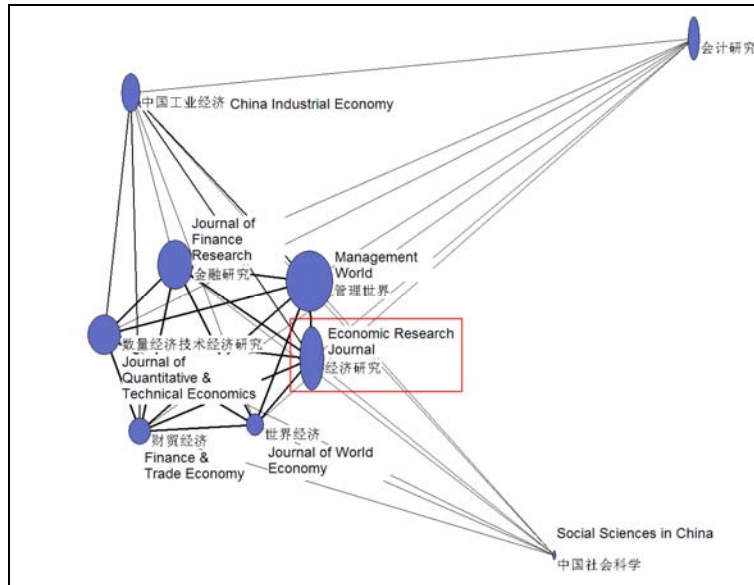 会计研究
中国工业经济 China Industrial Economy
Journal of
Finance
Research
金融研究
Management
World
管理世界
Economic Research
Journal
经济研究
数量经济技术经济研究
Journal of
Quantitative &
Technical Economics
财贸经济
Finance &
Trade Economy
世界经济
Journal of World
Economy
Social Sciences in China
中国社会科学